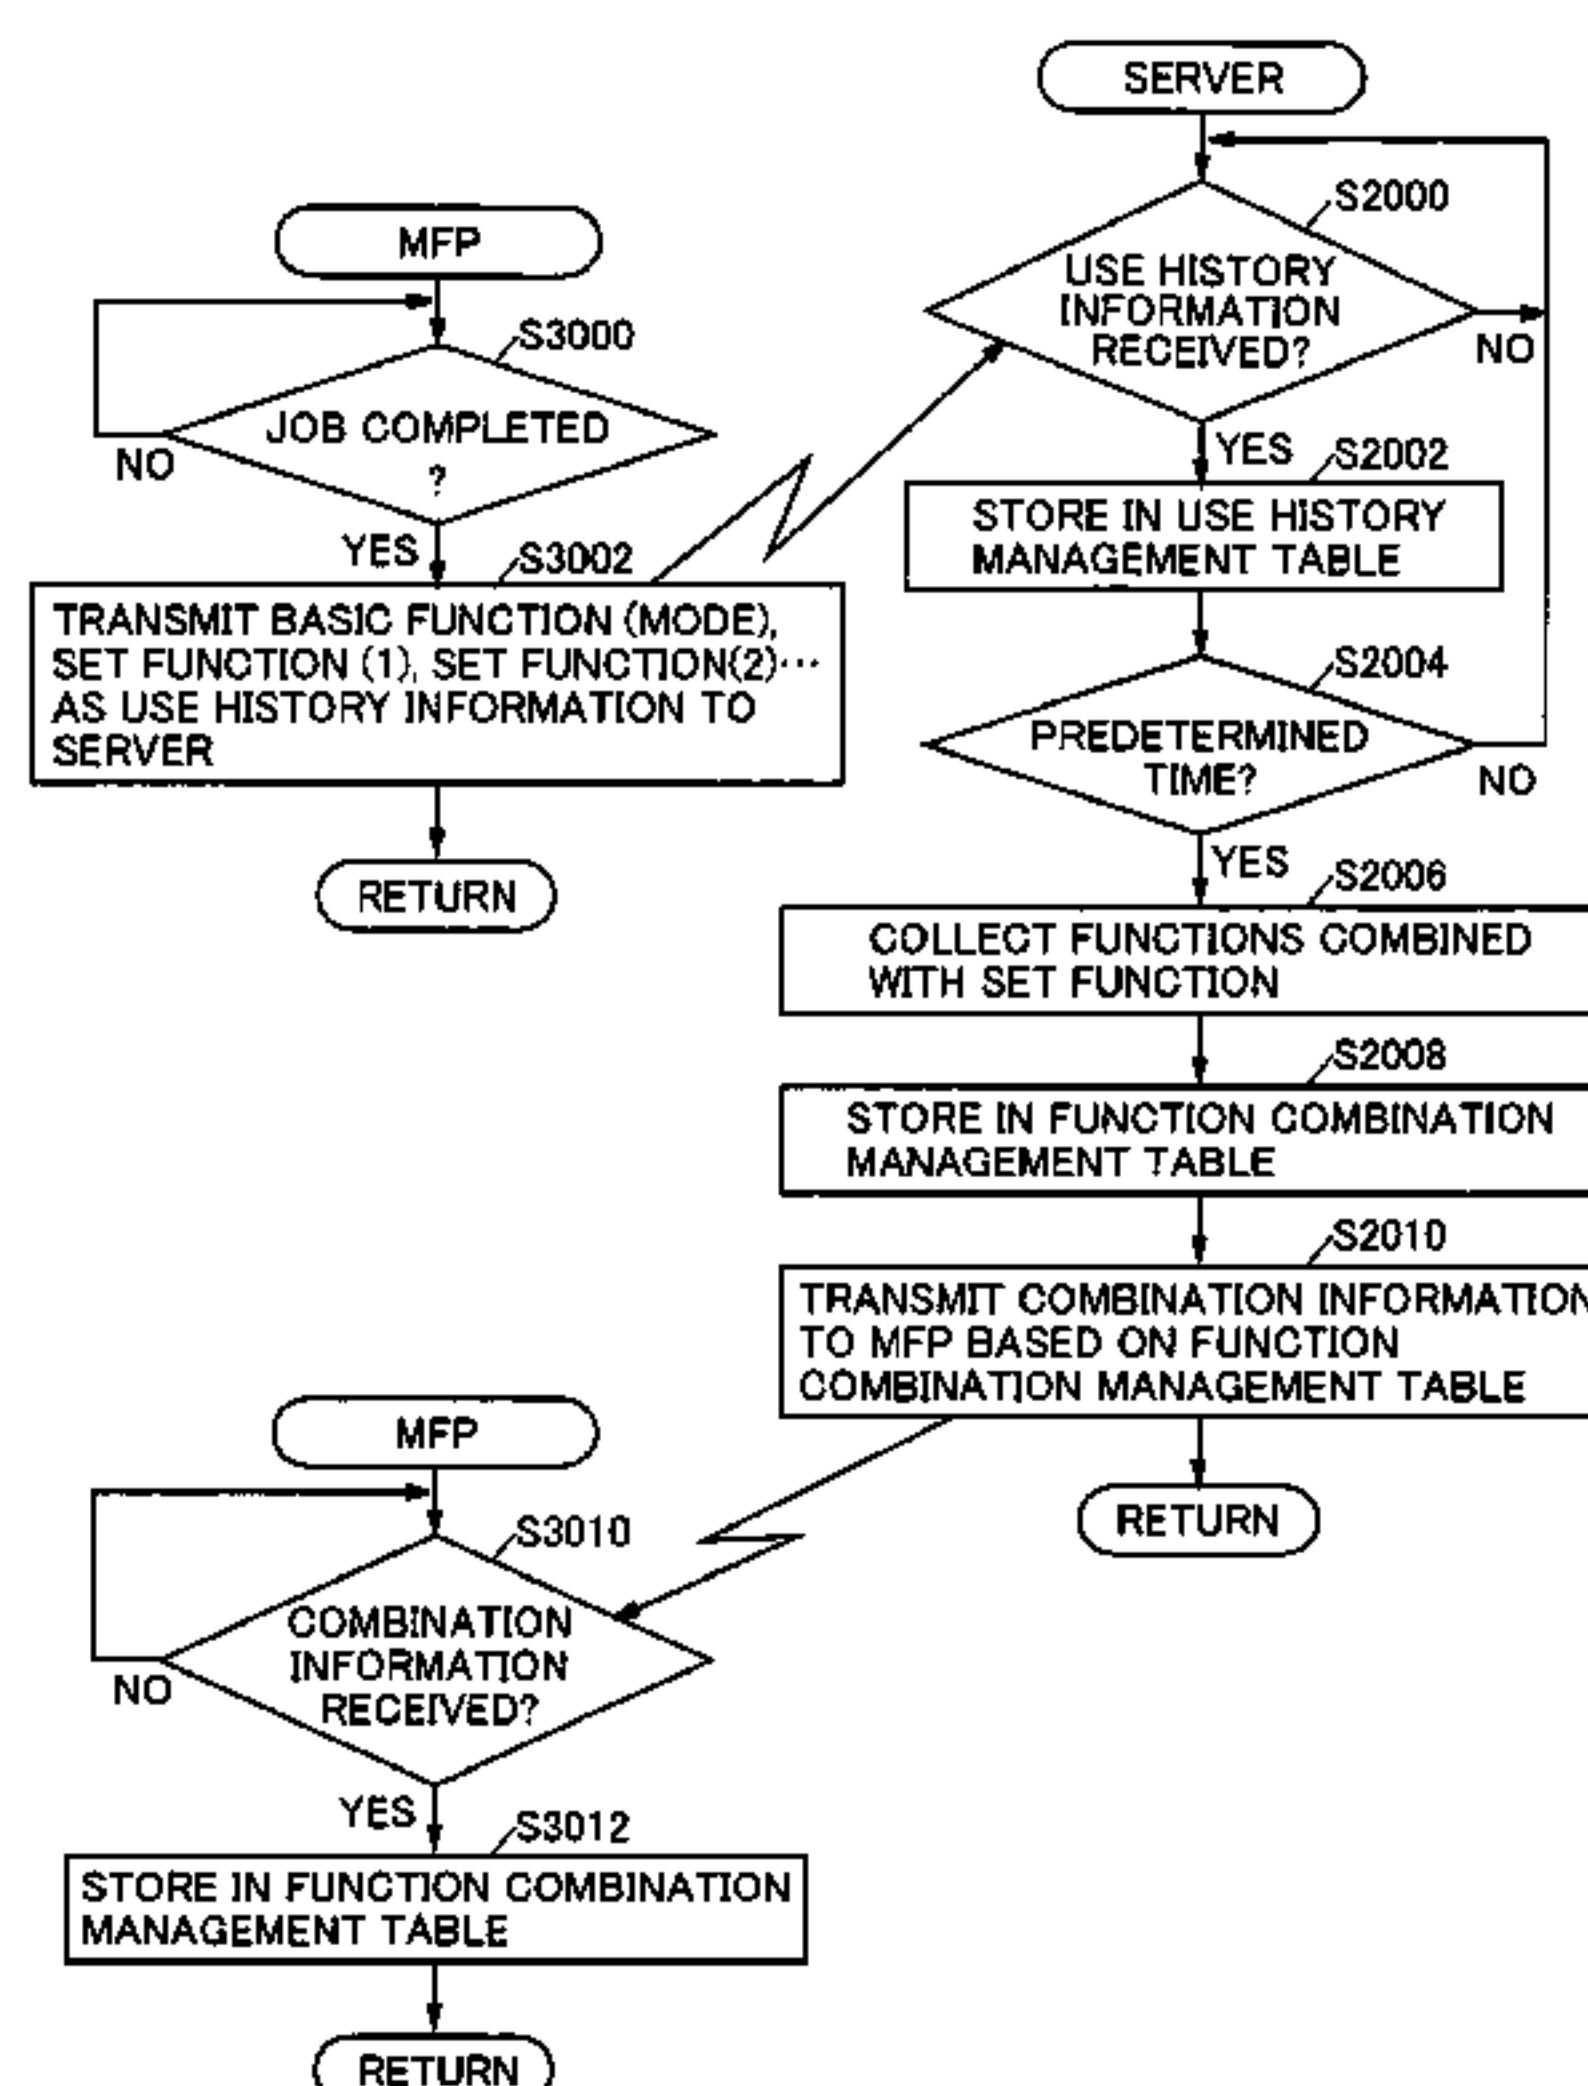 SERVER
S2000
USE HISTORY
INFORMATION
RECEIVED?
NO
YES
S2002
STORE IN USE HISTORY
MANAGEMENT TABLE
S2004
PREDETERMINED
TIME?
NO
YES
S2006
COLLECT FUNCTIONS COMBINED
WITH SET FUNCTION
S2008
STORE IN FUNCTION COMBINATION
MANAGEMENT TABLE
S2010
TRANSMIT COMBINATION INFORMATION
TO MFP BASED ON FUNCTION
COMBINATION MANAGEMENT TABLE
RETURN
MFP
S3000
JOB COMPLETED
?
NO
YES
S3002
TRANSMIT BASIC FUNCTION (MODE),
SET FUNCTION (1), SET FUNCTION(2)···
AS USE HISTORY INFORMATION TO
SERVER
RETURN
MFP
S3010
COMBINATION
INFORMATION
RECEIVED?
NO
YES
S3012
STORE IN FUNCTION COMBINATION
MANAGEMENT TABLE
RETURN